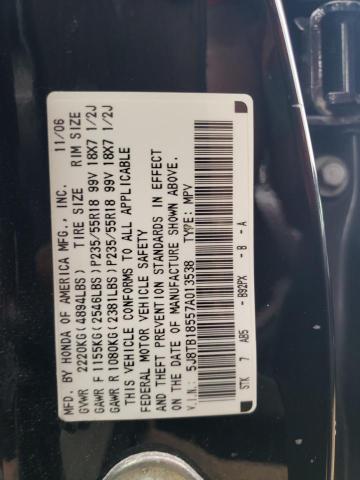 MFD. BY HONDA OF AMERICA MFG., INC. 11/06
GVWR 2220KG(4894LBS) TIRE SIZE RIM SIZE
GAWR F 1155KG(2546LBS)P235/55R18 99V 18X7 1/2J
GAWR R 1080KG(2381LBS)P235/55R18 99V 18X7 1/2J
THIS VEHICLE CONFORMS TO ALL APPLICABLE
FEDERAL MOTOR VEHICLE SAFETY
AND THEFT PREVENTION STANDARDS IN EFFECT
ON THE DATE OF MANUFACTURE SHOWN ABOVE.
V.I.N.: 5J8TB18557A013538 TYPE: MPV
STK 7 AB5 - B92PX - B - A